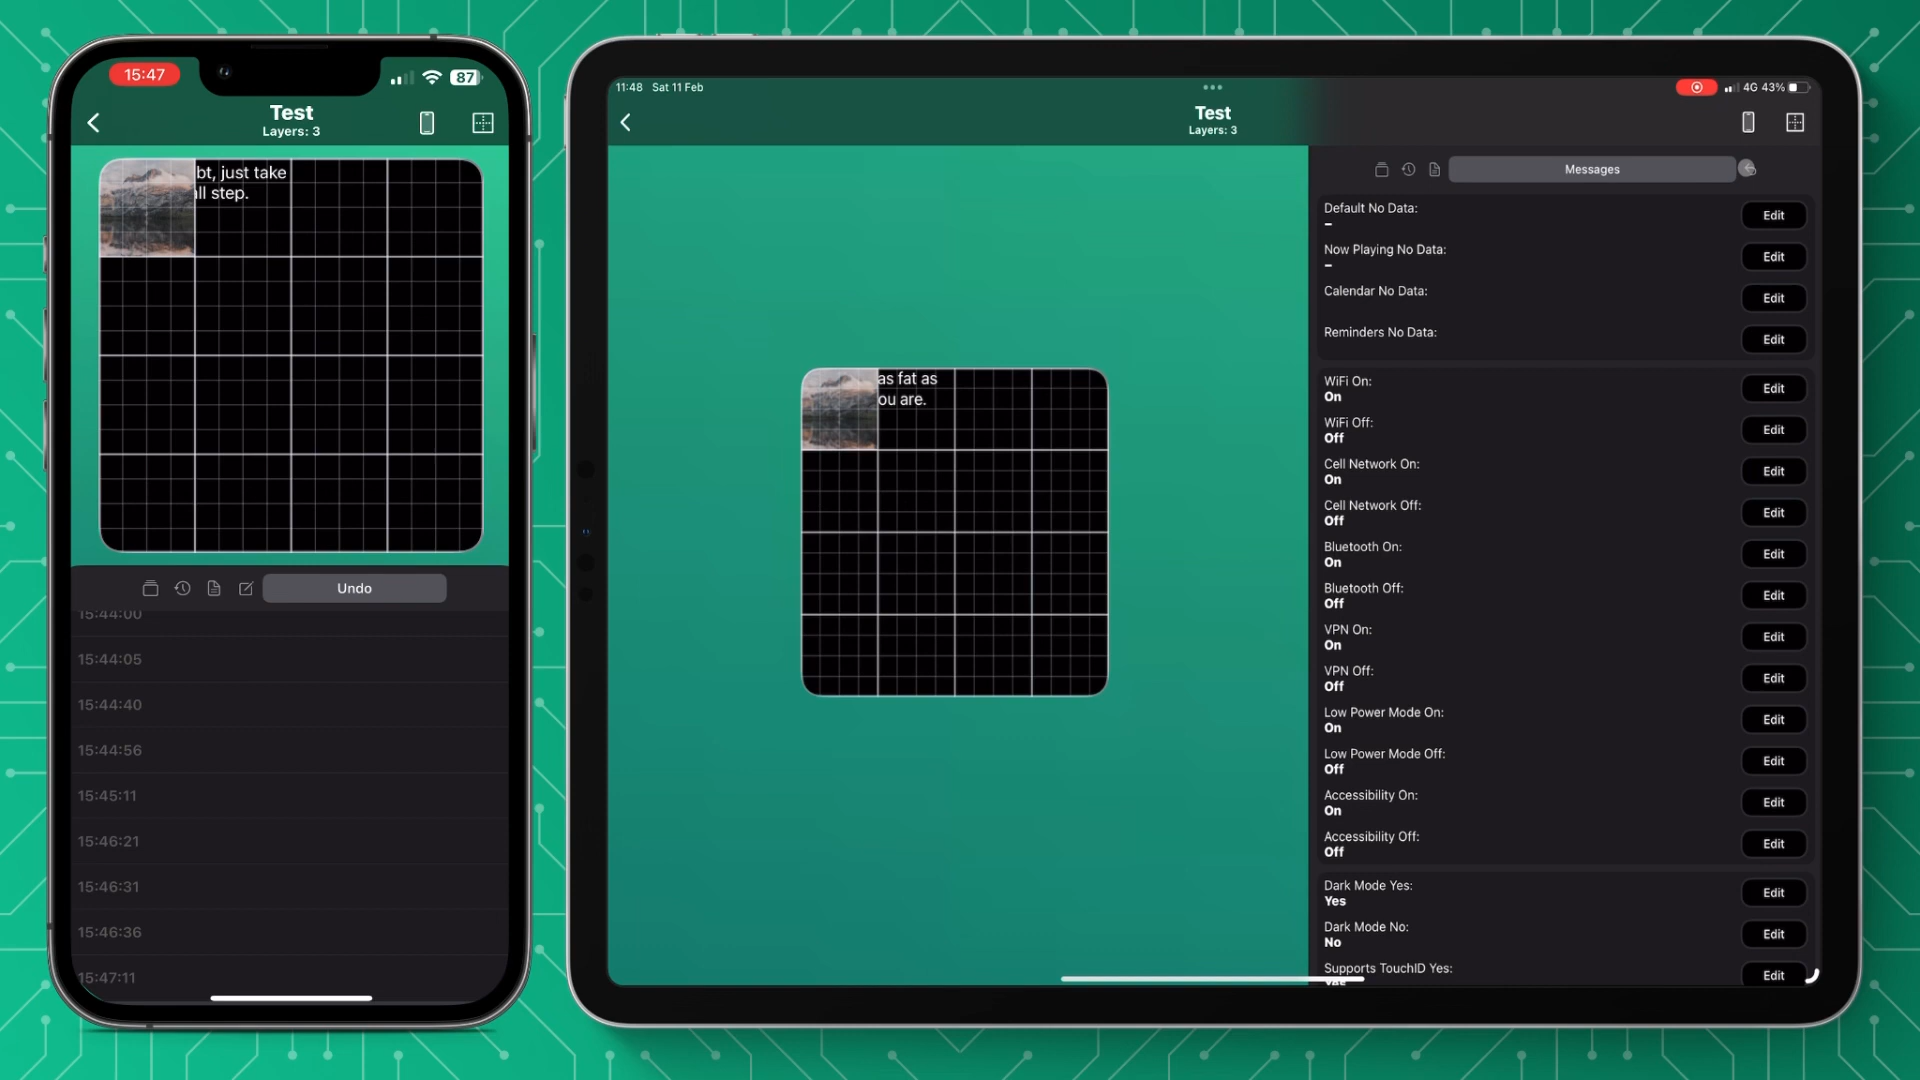 15:47
87
Test
Layers: 3
bt, just take
ll step.
Undo
15:44:00
15:44:05
15:44:40
15:44:56
15:45:11
15:46:21
15:46:31
15:46:36
15:47:11
11:48 Sat 11 Feb
4G 43%
Test
Layers: 3
as fat as
ou are.
Messages
Default No Data:
–
Edit
Now Playing No Data:
–
Edit
Calendar No Data:
Edit
Reminders No Data:
Edit
WiFi On:
On
Edit
WiFi Off:
Off
Edit
Cell Network On:
On
Edit
Cell Network Off:
Off
Edit
Bluetooth On:
On
Edit
Bluetooth Off:
Off
Edit
VPN On:
On
Edit
VPN Off:
Off
Edit
Low Power Mode On:
On
Edit
Low Power Mode Off:
Off
Edit
Accessibility On:
On
Edit
Accessibility Off:
Off
Edit
Dark Mode Yes:
Yes
Edit
Dark Mode No:
No
Edit
Supports TouchID Yes:
Yes
Edit